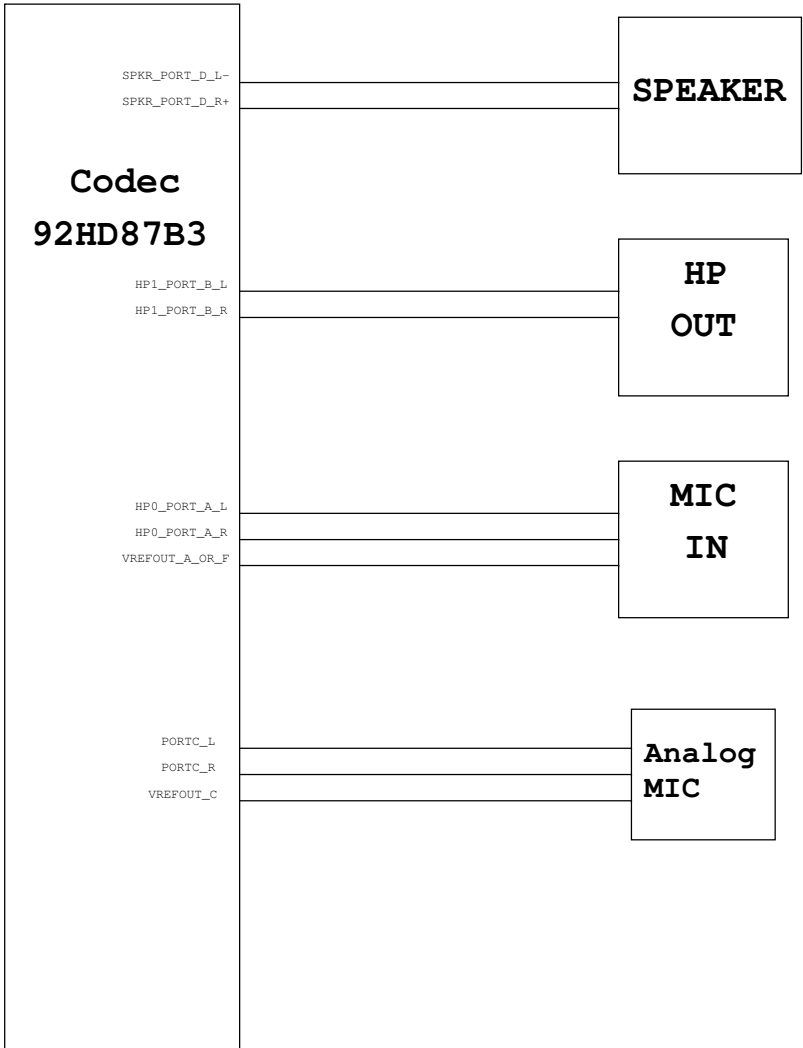 SPKR_PORT_D_L-
SPKR_PORT_D_R+
SPEAKER
Codec
92HD87B3
HP1_PORT_B_L
HP1_PORT_B_R
HP
OUT
HP0_PORT_A_L
HP0_PORT_A_R
VREFOUT_A_OR_F
MIC
IN
PORTC_L
PORTC_R
VREFOUT_C
Analog
MIC